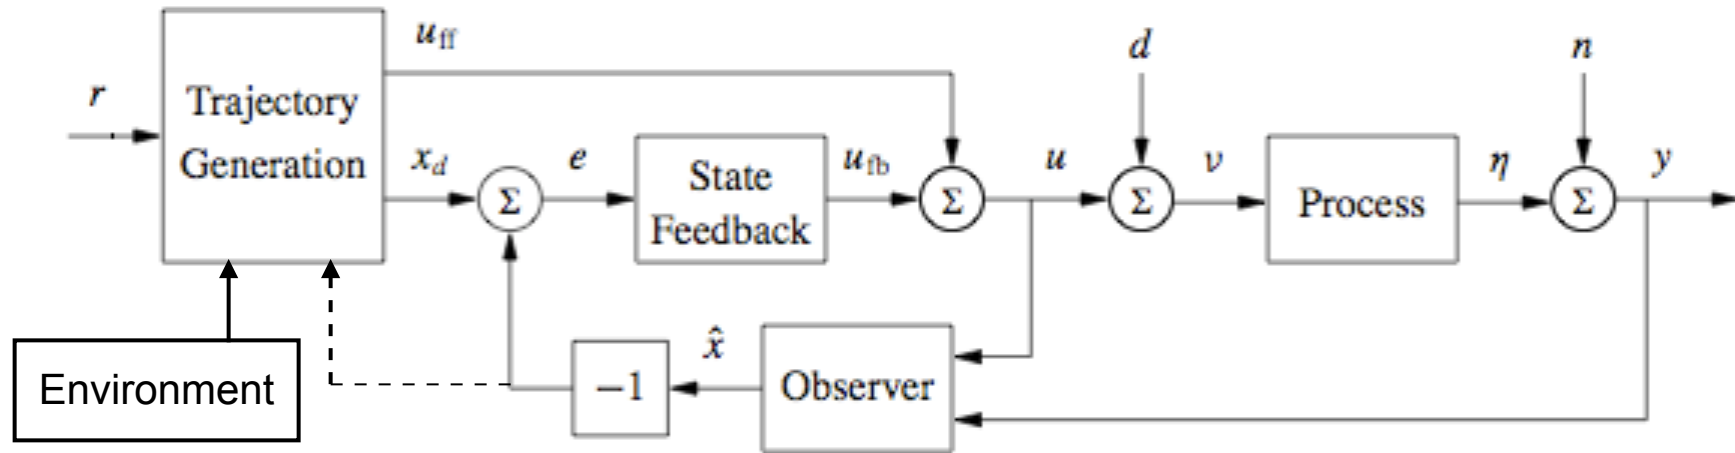 u_ff
d
n
r
Trajectory
Generation
x_d
e
State
Feedback
u_fb
u
v
Process
η
y
Σ
Σ
Σ
Σ
Environment
−1
x̂
Observer